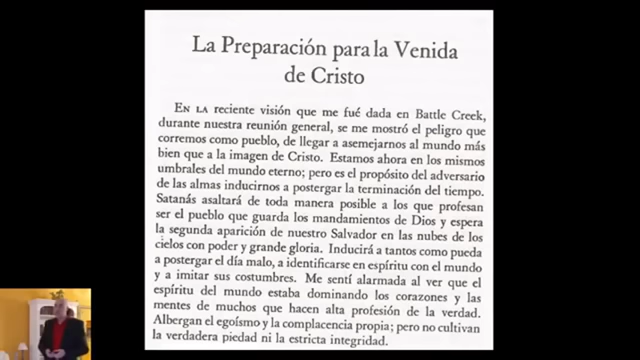 La Preparación para la Venida
de Cristo
En la reciente visión que me fué dada en Battle Creek,
durante nuestra reunión general, se me mostró el peligro que
corremos como pueblo, de llegar a asemejarnos al mundo más
bien que a la imagen de Cristo. Estamos ahora en los mismos
umbrales del mundo eterno; pero es el propósito del adversario
de las almas inducirnos a postergar la terminación del tiempo.
Satanás asaltará de toda manera posible a los que profesan
ser el pueblo que guarda los mandamientos de Dios y espera
la segunda aparición de nuestro Salvador en las nubes de los
cielos con poder y grande gloria. Inducirá a tantos como pueda
a postergar el día malo, a identificarse en espíritu con el mundo
y a imitar sus costumbres. Me sentí alarmada al ver que el
espíritu del mundo estaba dominando los corazones y las
mentes de muchos que hacen alta profesión de la verdad.
Albergan el egoísmo y la complacencia propia; pero no cultivan
la verdadera piedad ni la estricta integridad.